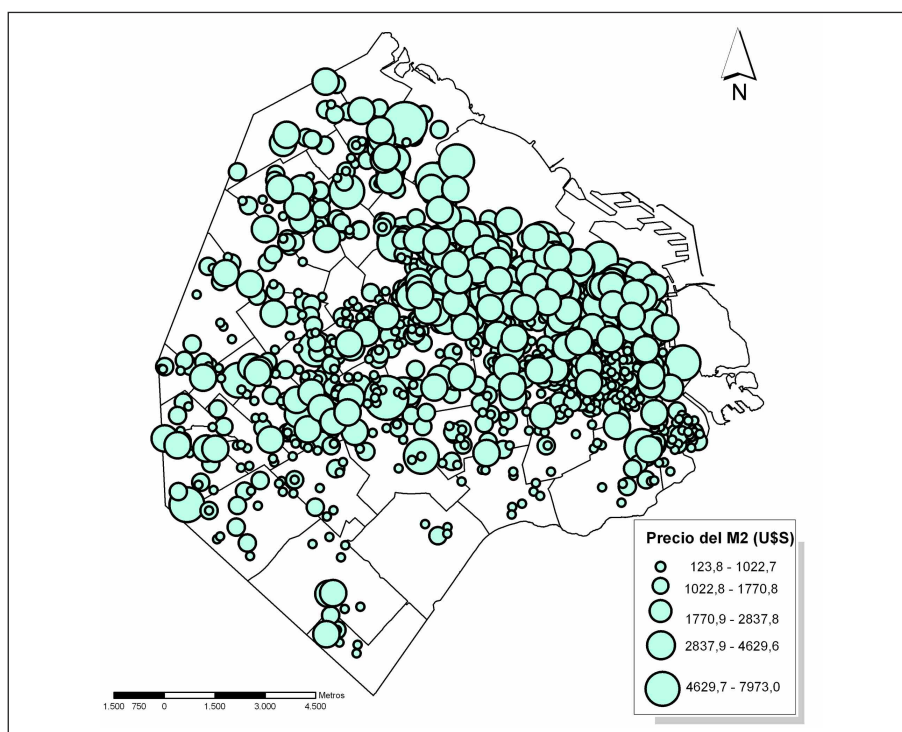 N
Precio del M2 (U$S)
123,8 - 1022,7
1022,8 - 1770,8
1770,9 - 2837,8
2837,9 - 4629,6
4629,7 - 7973,0
Metros
1.500 750 0 1.500 3.000 4.500